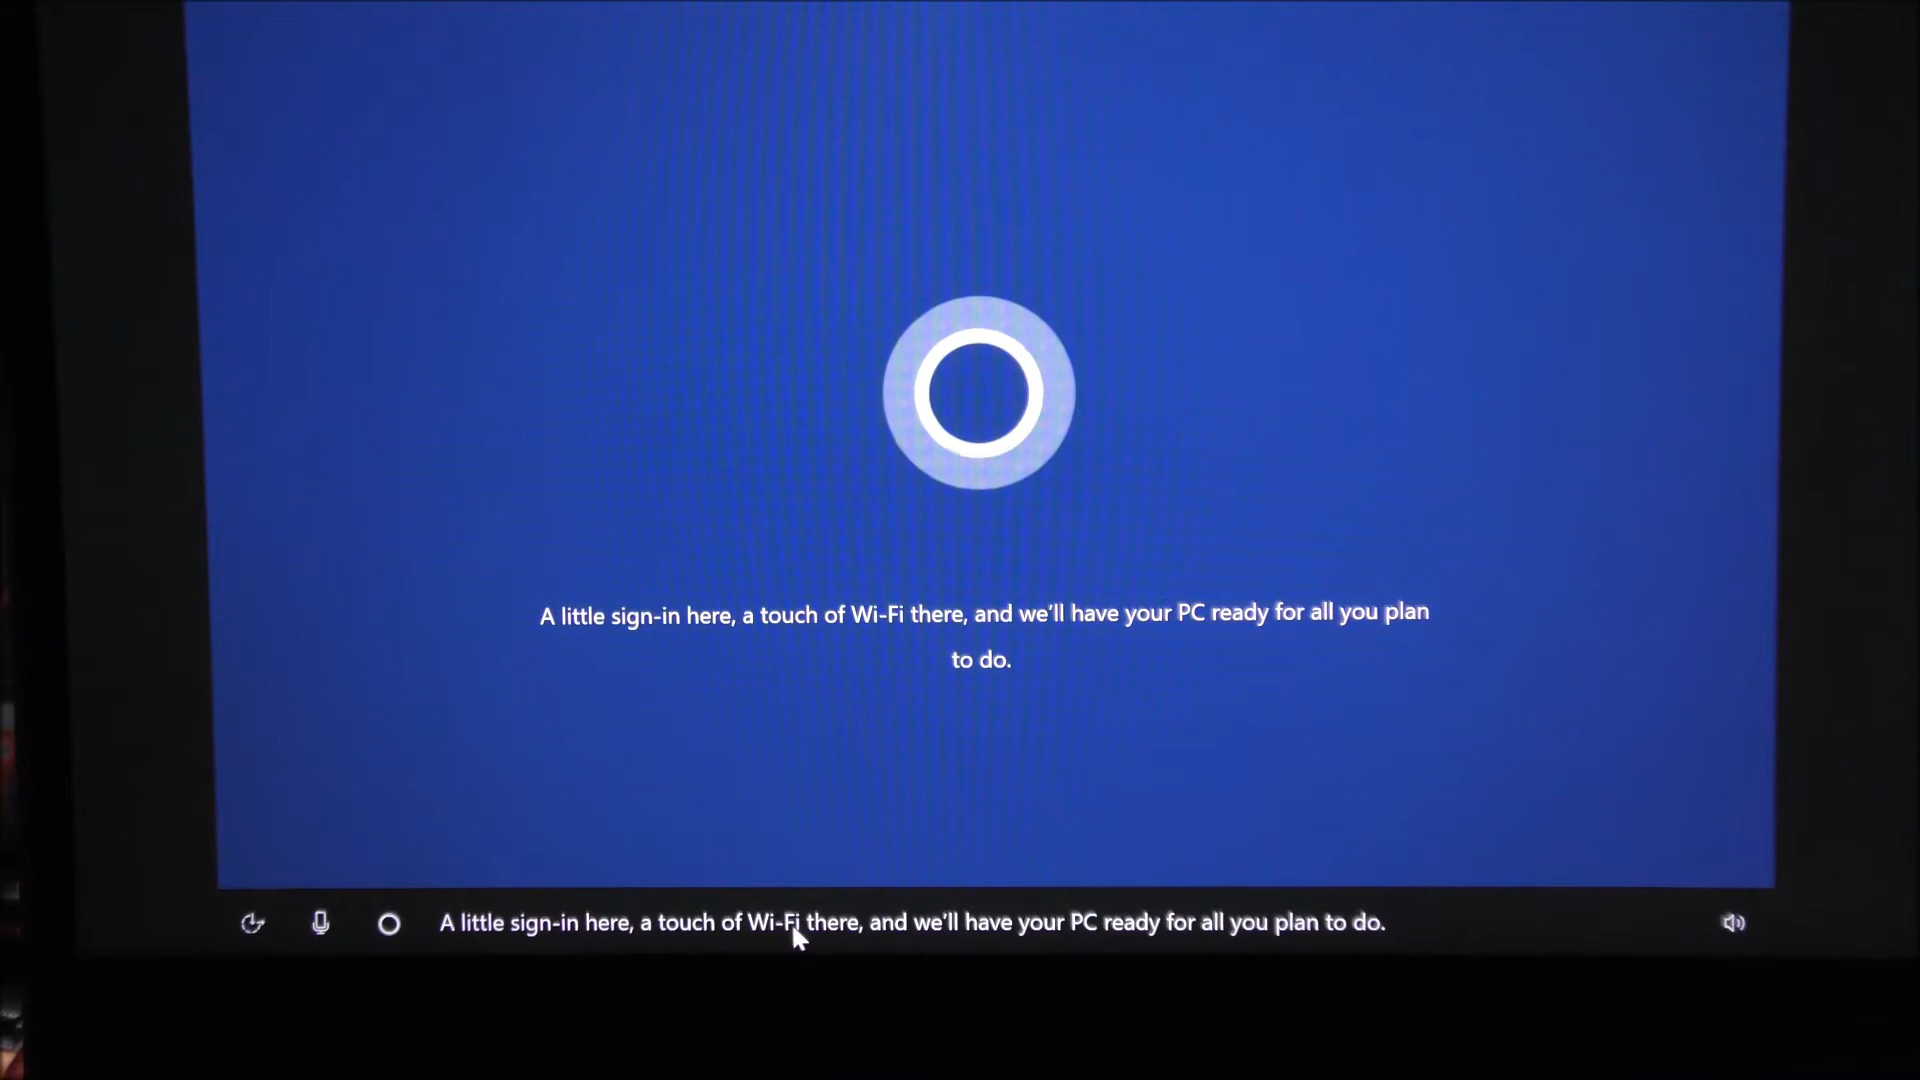 A little sign-in here, a touch of Wi-Fi there, and we'll have your PC ready for all you plan
to do.
A little sign-in here, a touch of Wi-Fi there, and we'll have your PC ready for all you plan to do.